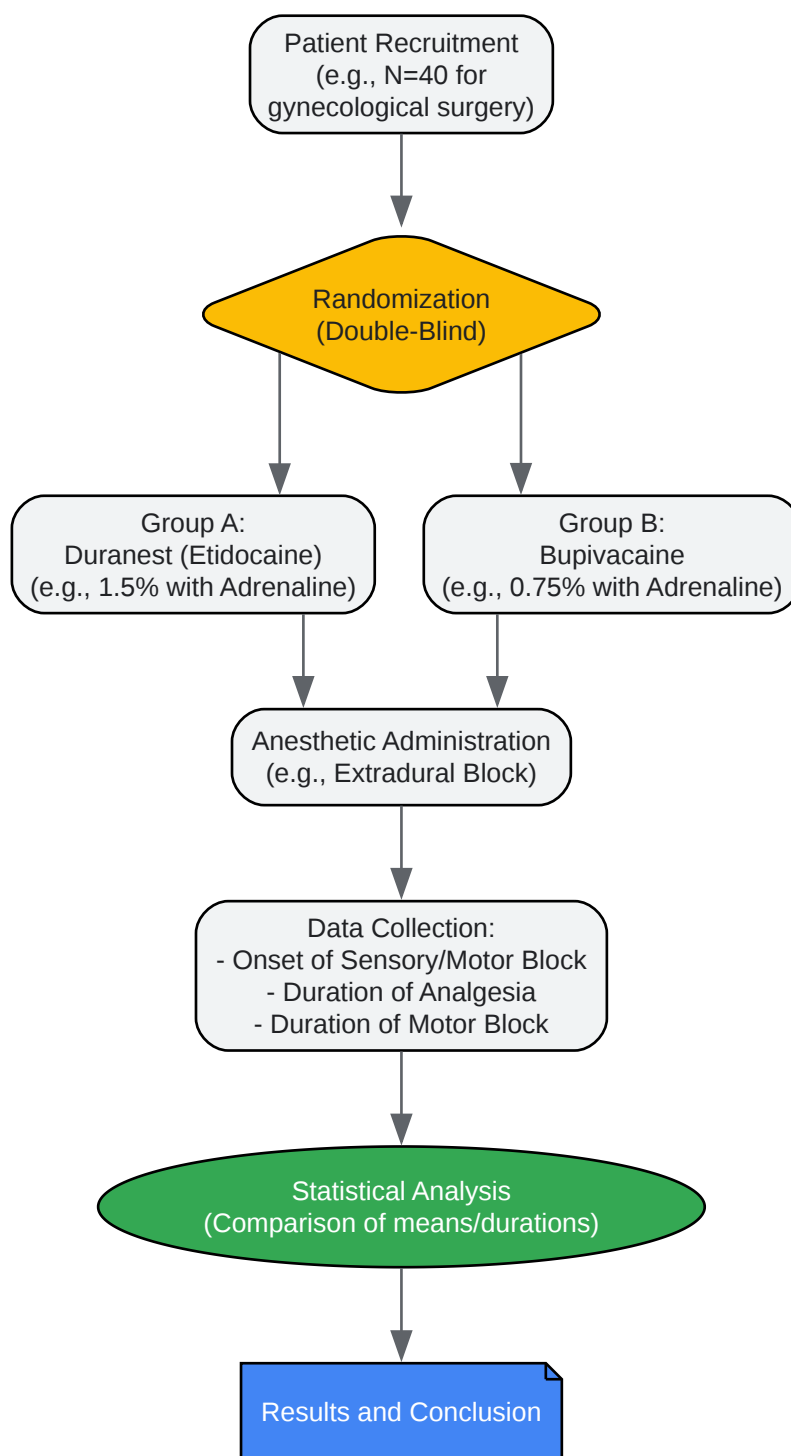 Patient Recruitment
(e.g., N=40 for
gynecological surgery)
Randomization
(Double-Blind)
Group A:
Duranest (Etidocaine)
(e.g., 1.5% with Adrenaline)
Group B:
Bupivacaine
(e.g., 0.75% with Adrenaline)
Anesthetic Administration
(e.g., Extradural Block)
Data Collection:
- Onset of Sensory/Motor Block
- Duration of Analgesia
- Duration of Motor Block
Statistical Analysis
(Comparison of means/durations)
Results and Conclusion